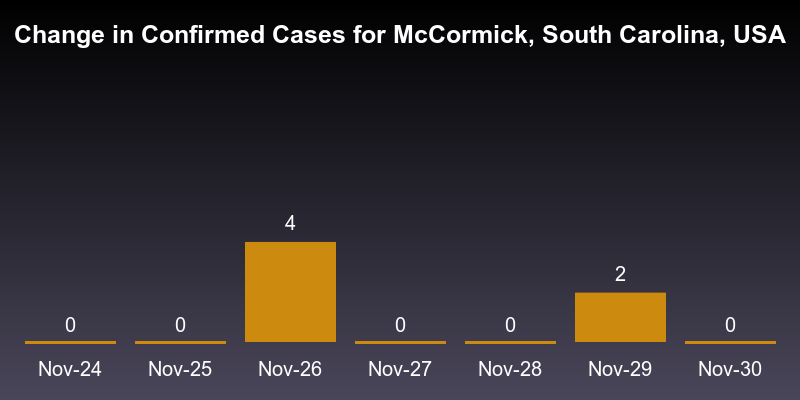 Change in Confirmed Cases for McCormick, South Carolina, USA
4
2
0 0 0 0 0
Nov-24 Nov-25 Nov-26 Nov-27 Nov-28 Nov-29 Nov-30